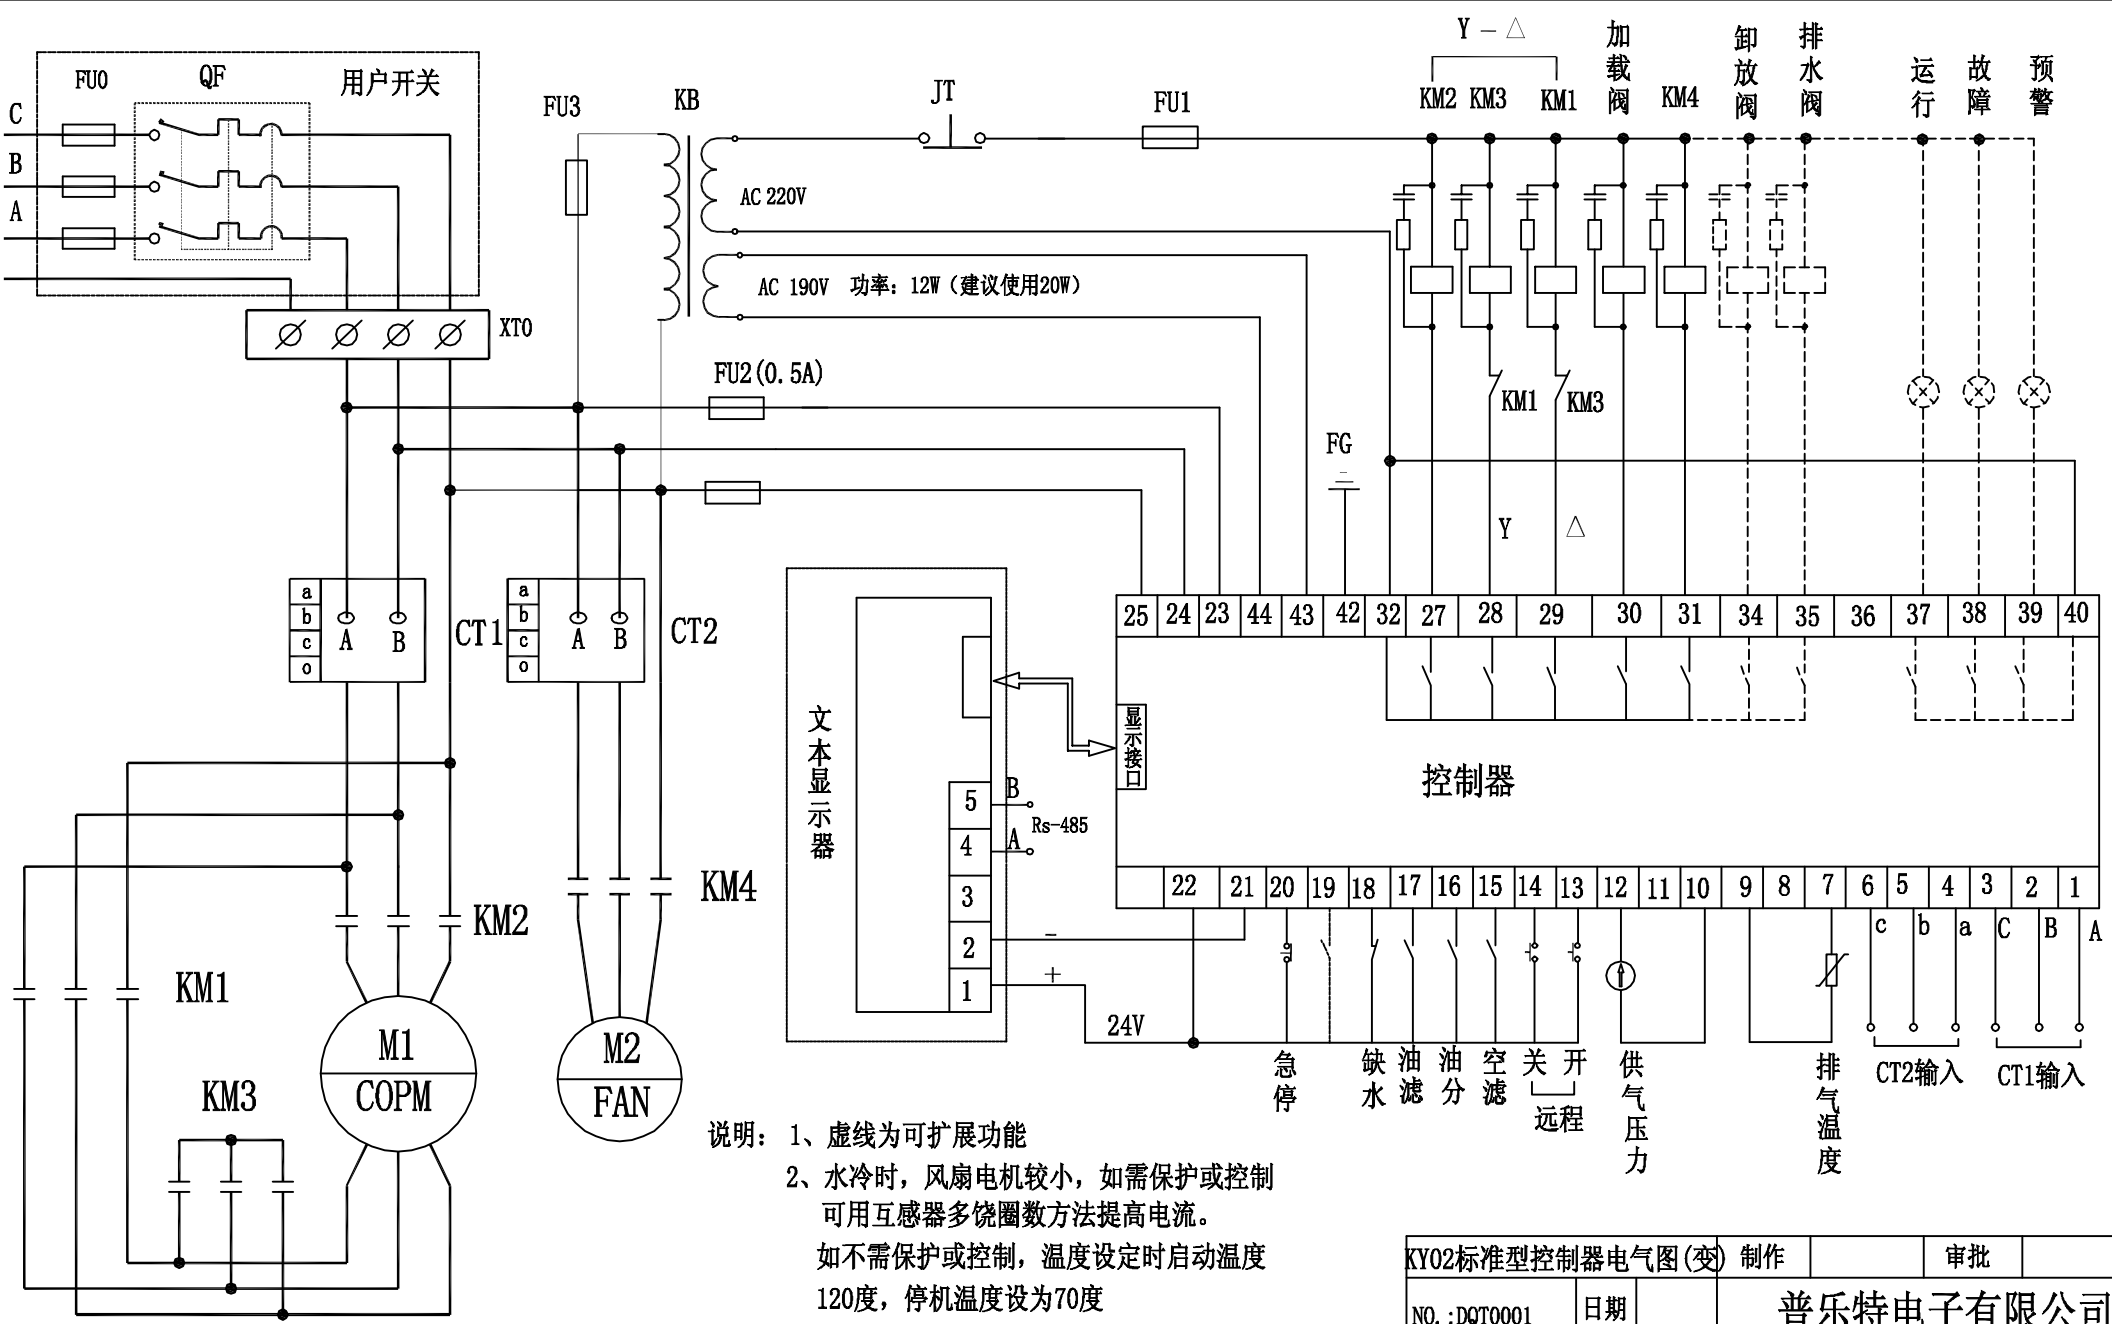 Y - △
加载阀
卸放阀
排水阀
运行
故障
预警
KM2 KM3 KM1 KM4
FU0 QF 用户开关
FU3 KB JT FU1
C
B
A
AC 220V
AC 190V 功率：12W（建议使用20W）
XT0
FU2(0.5A)
KM1 KM3
FG
Y △
a
b
c
o
A B
CT1
a
b
c
o
A B
CT2
25 24 23 44 43 42 32 27 28 29 30 31 34 35 36 37 38 39 40
显示接口
控制器
文本显示器
5 B
Rs-485
4 A
3
2 -
1 +
24V
22 21 20 19 18 17 16 15 14 13 12 11 10 9 8 7 6 5 4 3 2 1
c b a C B A
KM4
KM2
KM1
KM3
M1
COPM
M2
FAN
急停
缺水
油滤
油分
空滤
关 开
远程
供气压力
排气温度
CT2输入
CT1输入
说明：1、虚线为可扩展功能
2、水冷时，风扇电机较小，如需保护或控制
可用互感器多饶圈数方法提高电流。
如不需保护或控制，温度设定时启动温度
120度，停机温度设为70度
KY02标准型控制器电气图(变) 制作 审批
NO.:DQT0001 日期 普乐特电子有限公司